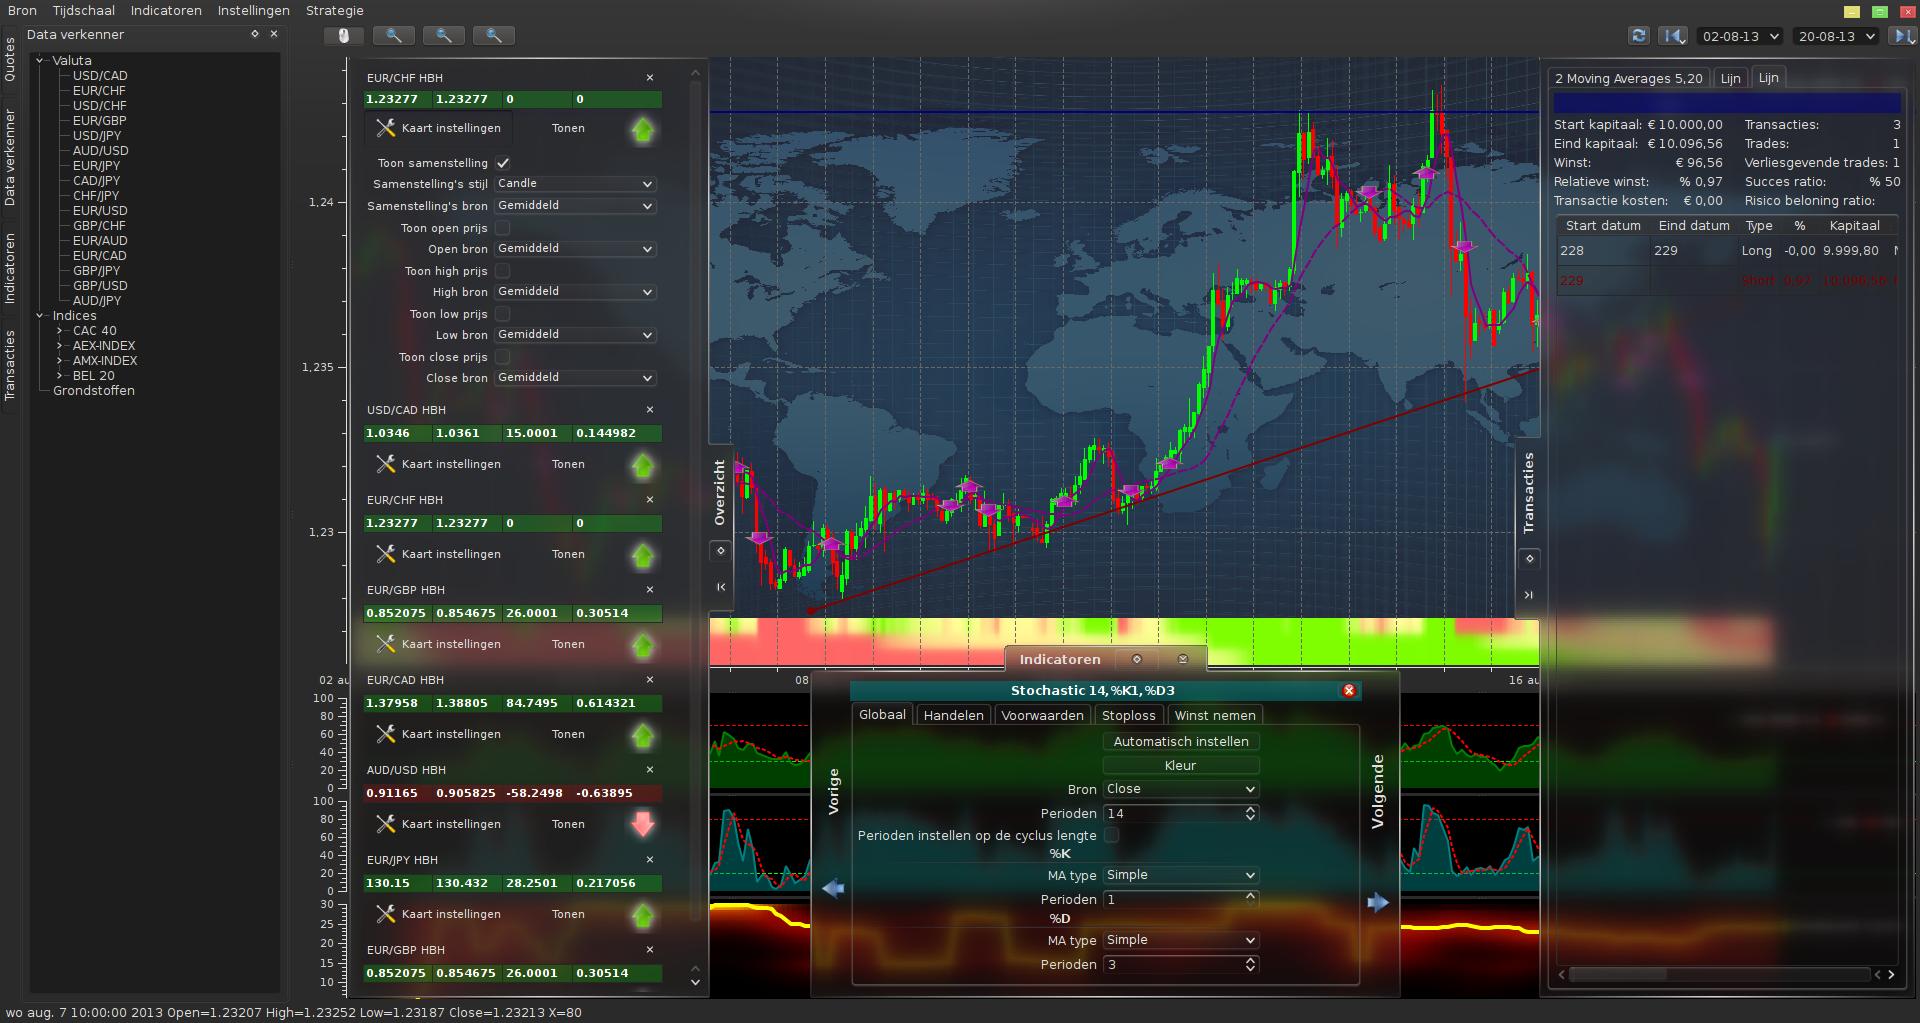 Bron Tijdschaal Indicatoren Instellingen Strategie
Data verkenner
02-08-13 20-08-13
Quotes
Data verkenner
Indicatoren
Transacties
Valuta
USD/CAD
EUR/CHF
USD/CHF
EUR/GBP
USD/JPY
AUD/USD
EUR/JPY
CAD/JPY
CHF/JPY
EUR/USD
GBP/CHF
EUR/AUD
EUR/CAD
GBP/JPY
GBP/USD
AUD/JPY
Indices
CAC 40
AEX-INDEX
AMX-INDEX
BEL 20
Grondstoffen
1,24
1,235
1,23
EUR/CHF HBH
1.23277 1.23277 0 0
Kaart instellingen Tonen
Toon samenstelling
Samenstelling's stijl Candle
Samenstelling's bron Gemiddeld
Toon open prijs
Open bron Gemiddeld
Toon high prijs
High bron Gemiddeld
Toon low prijs
Low bron Gemiddeld
Toon close prijs
Close bron Gemiddeld
USD/CAD HBH
1.0346 1.0361 15.0001 0.144982
Kaart instellingen Tonen
EUR/CHF HBH
1.23277 1.23277 0 0
Kaart instellingen Tonen
EUR/GBP HBH
0.852075 0.854675 26.0001 0.30514
Kaart instellingen Tonen
EUR/CAD HBH
1.37958 1.38805 84.7495 0.614321
Kaart instellingen Tonen
AUD/USD HBH
0.91165 0.905825 -58.2498 -0.63895
Kaart instellingen Tonen
EUR/JPY HBH
130.15 130.432 28.2501 0.217056
Kaart instellingen Tonen
EUR/GBP HBH
0.852075 0.854675 26.0001 0.30514
Overzicht
Transacties
2 Moving Averages 5,20 Lijn Lijn
Start kapitaal: € 10.000,00 Transacties: 3
Eind kapitaal: € 10.096,56 Trades: 1
Winst: € 96,56 Verliesgevende trades: 1
Relatieve winst: % 0,97 Succes ratio: % 50
Transactie kosten: € 0,00 Risico beloning ratio:
Start datum Eind datum Type % Kapitaal
228 229 Long -0,00 9.999,80
229 Short 0,97 10.096,56
02 au 08 16 au
100
80
60
40
20
0
100
80
60
40
20
0
30
25
20
15
10
Indicatoren
Stochastic 14,%K1,%D3
Globaal Handelen Voorwaarden Stoploss Winst nemen
Automatisch instellen
Kleur
Bron Close
Perioden 14
Perioden instellen op de cyclus lengte
%K
MA type Simple
Perioden 1
%D
MA type Simple
Perioden 3
Vorige
Volgende
wo aug. 7 10:00:00 2013 Open=1.23207 High=1.23252 Low=1.23187 Close=1.23213 X=80